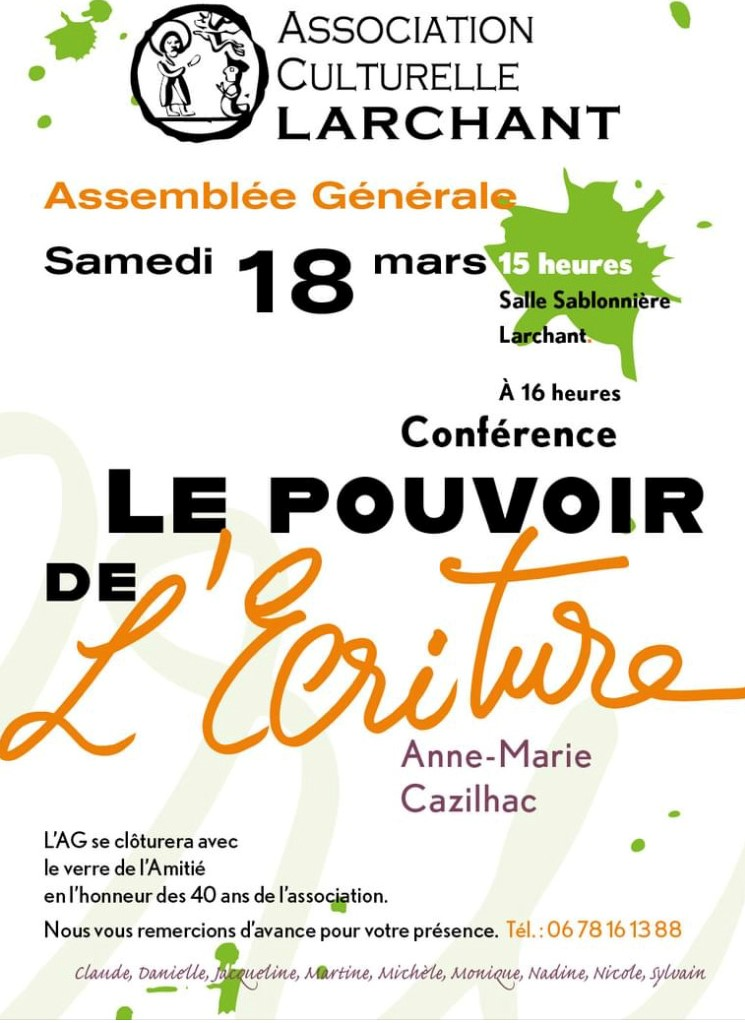 ASSOCIATION
CULTURELLE
LARCHANT
Assemblée Générale
Samedi 18 mars 15 heures
Salle Sablonnière
Larchant.
À 16 heures
Conférence
LE POUVOIR
DE L'Ecriture
Anne-Marie
Cazilhac
L'AG se clôturera avec
le verre de l'Amitié
en l'honneur des 40 ans de l'association.
Nous vous remercions d'avance pour votre présence. Tél. : 06 78 16 13 88
Claude, Danielle, Jacqueline, Martine, Michèle, Monique, Nadine, Nicole, Sylvain